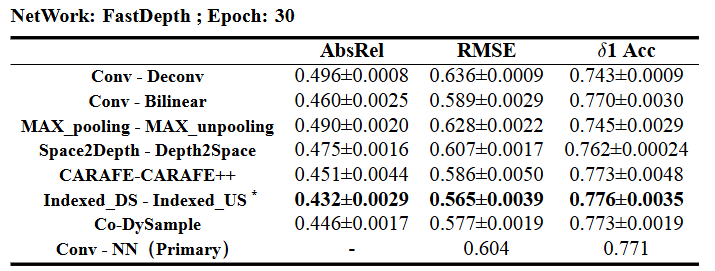 NetWork: FastDepth ; Epoch: 30
AbsRel RMSE δ1 Acc
Conv - Deconv 0.496±0.0008 0.636±0.0009 0.743±0.0009
Conv - Bilinear 0.460±0.0025 0.589±0.0029 0.770±0.0030
MAX_pooling - MAX_unpooling 0.490±0.0020 0.628±0.0022 0.745±0.0029
Space2Depth - Depth2Space 0.475±0.0016 0.607±0.0017 0.762±0.00024
CARAFE-CARAFE++ 0.451±0.0044 0.586±0.0050 0.773±0.0048
Indexed_DS - Indexed_US * 0.432±0.0029 0.565±0.0039 0.776±0.0035
Co-DySample 0.446±0.0017 0.577±0.0019 0.773±0.0019
Conv - NN（Primary） - 0.604 0.771